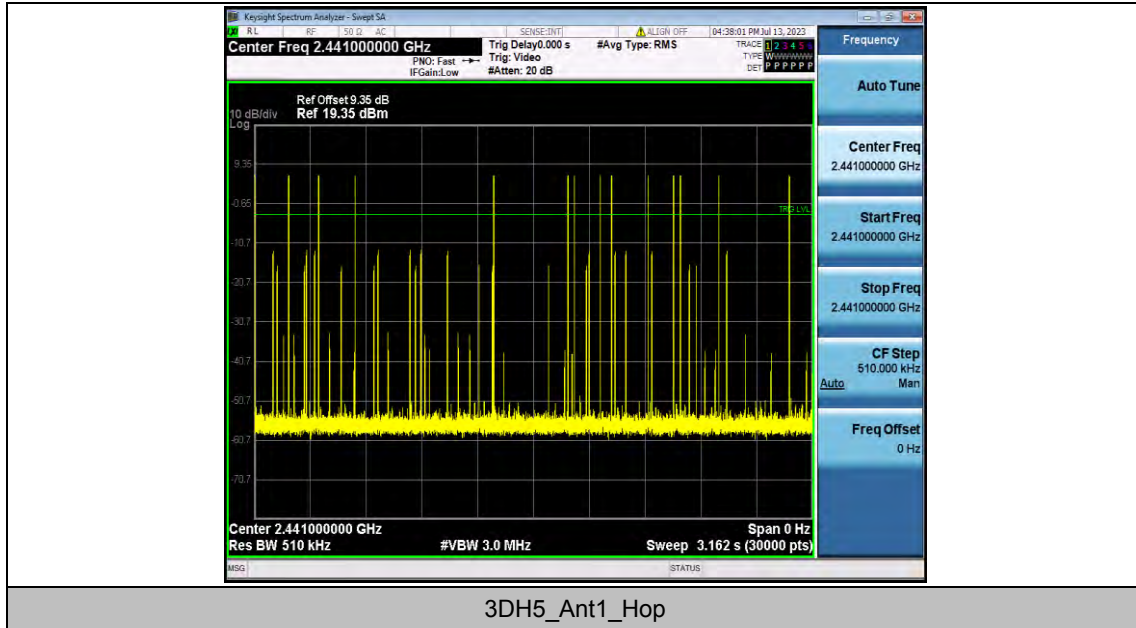 Keysight Spectrum Analyzer - Swept SA
RL RF 50 Ω AC SENSE:INT ALIGN OFF 04:38:01 PM Jul 13, 2023
Center Freq 2.441000000 GHz
PNO: Fast
IFGain:Low
Trig Delay0.000 s
Trig: Video
#Atten: 20 dB
#Avg Type: RMS
TRACE 1 2 3 4 5
TYPE
DET P P P P P P
Frequency
Auto Tune
Center Freq
2.441000000 GHz
Start Freq
2.441000000 GHz
Stop Freq
2.441000000 GHz
CF Step
510.000 kHz
Auto Man
Freq Offset
0 Hz
Ref Offset 9.35 dB
10 dB/div Ref 19.35 dBm
Log
9.35
-0.65
TRIG LVL
-10.7
-20.7
-30.7
-40.7
-50.7
-60.7
-70.7
Center 2.441000000 GHz Span 0 Hz
Res BW 510 kHz #VBW 3.0 MHz Sweep 3.162 s (30000 pts)
MSG STATUS
3DH5_Ant1_Hop